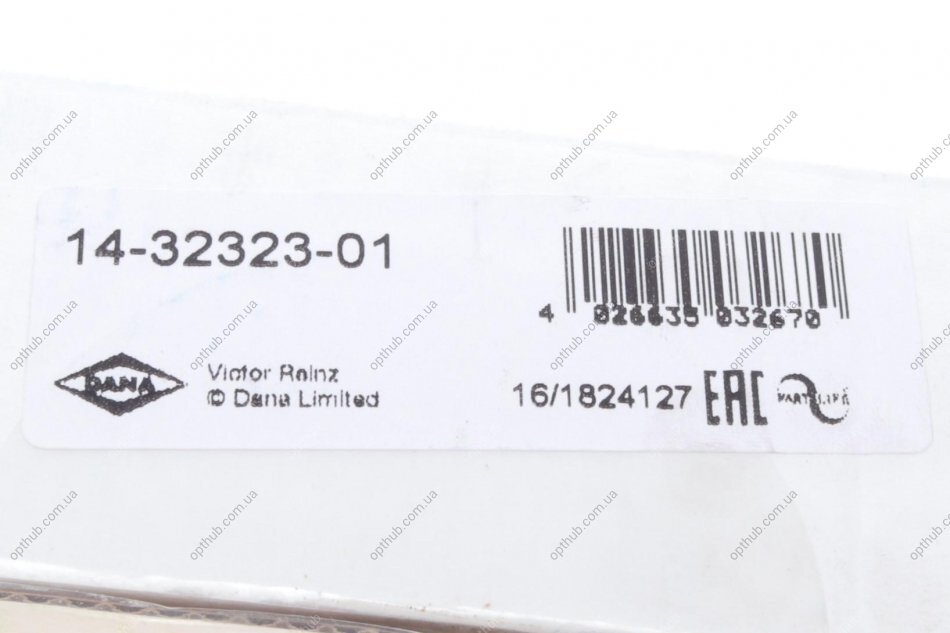 14-32323-01
4 026635 032670
DANA
Victor Reinz
© Dana Limited
16/1824127
EAC
opthub.com.ua